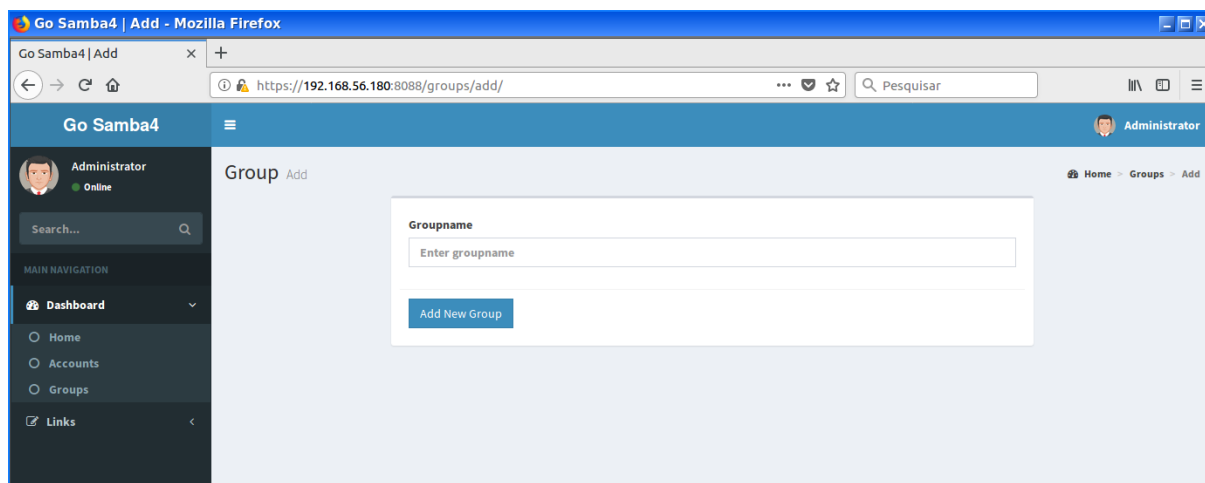 Go Samba4 | Add - Mozilla Firefox
Go Samba4 | Add
https://192.168.56.180:8088/groups/add/
Pesquisar
Go Samba4
Administrator
Administrator
Online
Group Add
Home > Groups > Add
Search...
Groupname
Enter groupname
MAIN NAVIGATION
Dashboard
Add New Group
Home
Accounts
Groups
Links